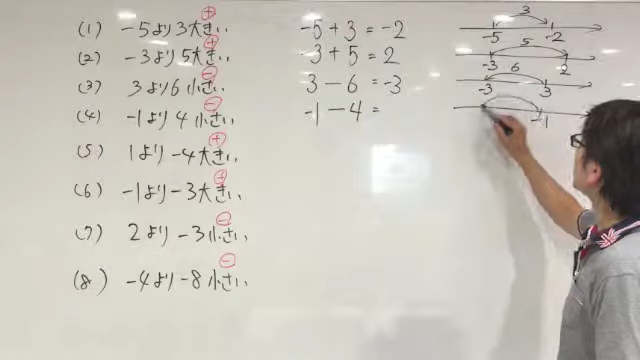 (1) -5より3大きい -5+3=-2
(2) -3より5大きい -3+5=2
(3) 3より6小さい 3-6=-3
(4) -1より4小さい -1-4=
(5) 1より-4大きい
(6) -1より-3大きい
(7) 2より-3小さい
(8) -4より-8小さい
+
+
-
-
+
+
-
-
3
-5 -2
5
-3 2
6
-3 3
-1